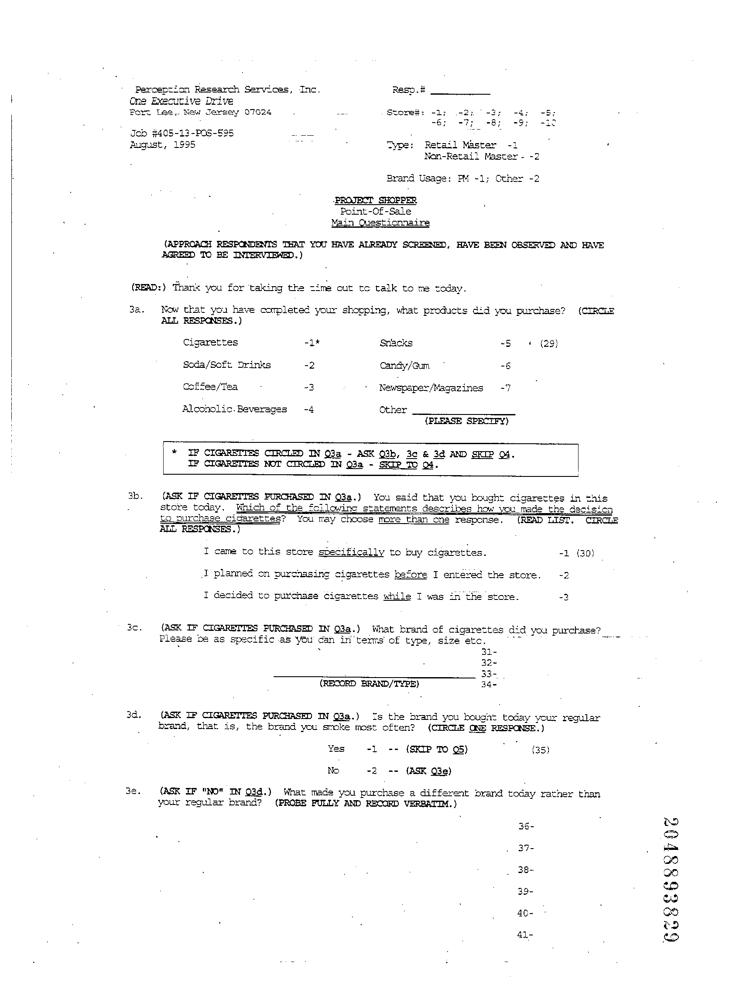 Perception Research Services, Inc. Resp.# ________
One Executive Drive
Fort Lee, New Jersey 07024 Store#: -1; -2; -3; -4; -5;
-6; -7; -8; -9; -10
Job #405-13-POS-595
August, 1995 Type: Retail Master -1
Non-Retail Master - -2
Brand Usage: PM -1; Other -2
PROJECT SHOPPER
Point-Of-Sale
Main Questionnaire
(APPROACH RESPONDENTS THAT YOU HAVE ALREADY SCREENED, HAVE BEEN OBSERVED AND HAVE
AGREED TO BE INTERVIEWED.)
(READ:) Thank you for taking the time out to talk to me today.
3a. Now that you have completed your shopping, what products did you purchase? (CIRCLE
ALL RESPONSES.)
Cigarettes -1* Snacks -5 (29)
Soda/Soft Drinks -2 Candy/Gum -6
Coffee/Tea -3 Newspaper/Magazines -7
Alcoholic Beverages -4 Other ________
(PLEASE SPECIFY)
* IF CIGARETTES CIRCLED IN Q3a - ASK Q3b, 3c & 3d AND SKIP Q4.
IF CIGARETTES NOT CIRCLED IN Q3a - SKIP TO Q4.
3b. (ASK IF CIGARETTES PURCHASED IN Q3a.) You said that you bought cigarettes in this
store today. Which of the following statements describes how you made the decision
to purchase cigarettes? You may choose more than one response. (READ LIST. CIRCLE
ALL RESPONSES.)
I came to this store specifically to buy cigarettes. -1 (30)
I planned on purchasing cigarettes before I entered the store. -2
I decided to purchase cigarettes while I was in the store. -3
3c. (ASK IF CIGARETTES PURCHASED IN Q3a.) What brand of cigarettes did you purchase?
Please be as specific as you can in terms of type, size etc.
31-
32-
________ 33-
(RECORD BRAND/TYPE) 34-
3d. (ASK IF CIGARETTES PURCHASED IN Q3a.) Is the brand you bought today your regular
brand, that is, the brand you smoke most often? (CIRCLE ONE RESPONSE.)
Yes -1 -- (SKIP TO Q5) (35)
No -2 -- (ASK Q3e)
3e. (ASK IF "NO" IN Q3d.) What made you purchase a different brand today rather than
your regular brand? (PROBE FULLY AND RECORD VERBATIM.)
36-
37-
38-
39-
40-
41-
2048893829